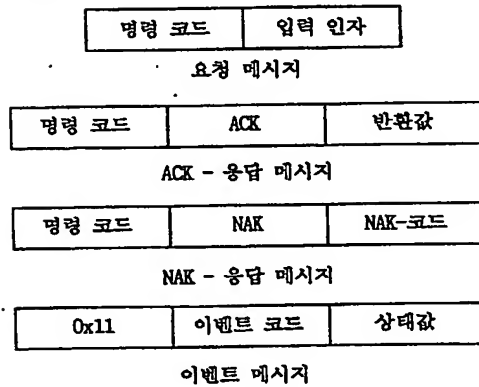 명령 코드 입력 인자
요청 메시지
명령 코드 ACK 반환값
ACK - 응답 메시지
명령 코드 NAK NAK-코드
NAK - 응답 메시지
0x11 이벤트 코드 상태값
이벤트 메시지